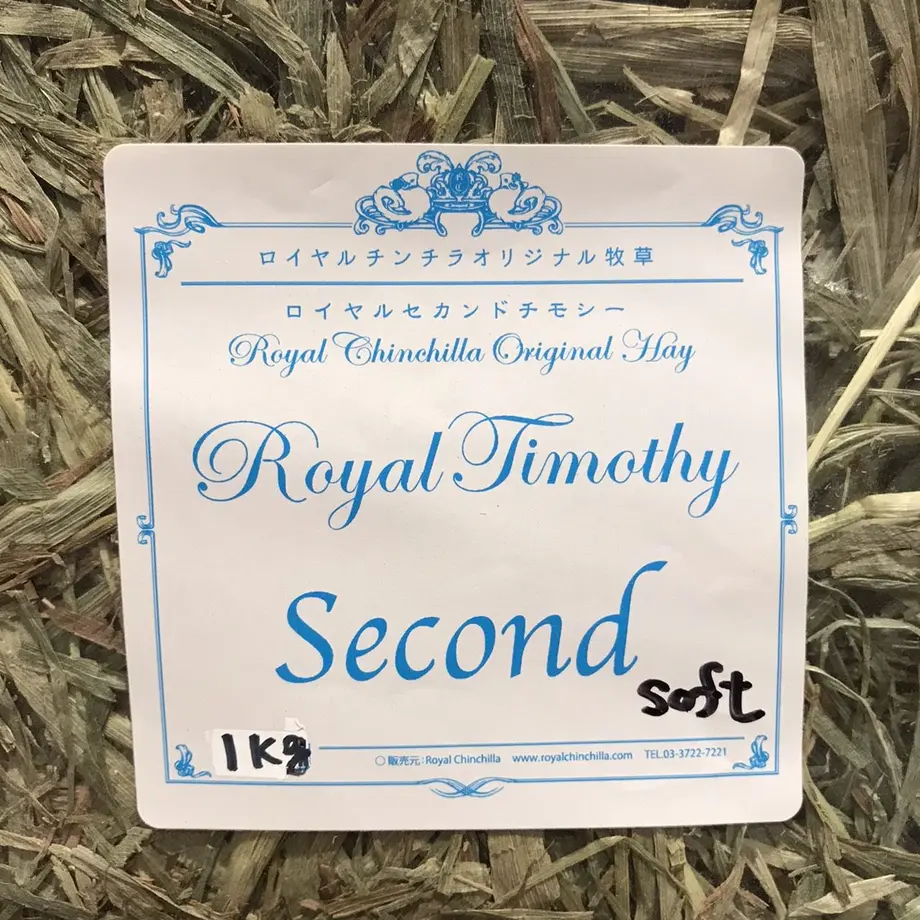 ロイヤルチンチラオリジナル牧草
ロイヤルセカンドチモシー
Royal Chinchilla Original Hay
Royal Timothy
Second
soft
1Kg
○販売元:Royal Chinchilla www.royalchinchilla.com TEL.03-3722-7221